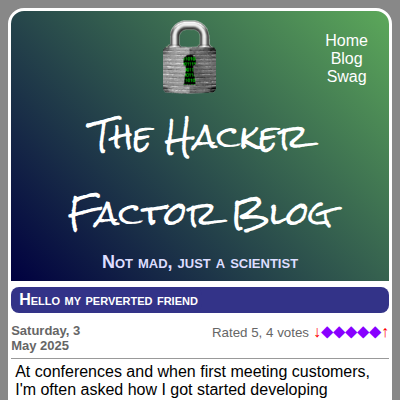 Home
Blog
Swag
The Hacker
Factor Blog
Not mad, just a scientist
Hello my perverted friend
Saturday, 3
May 2025
Rated 5, 4 votes ↓◆◆◆◆◆↑
At conferences and when first meeting customers,
I'm often asked how I got started developing